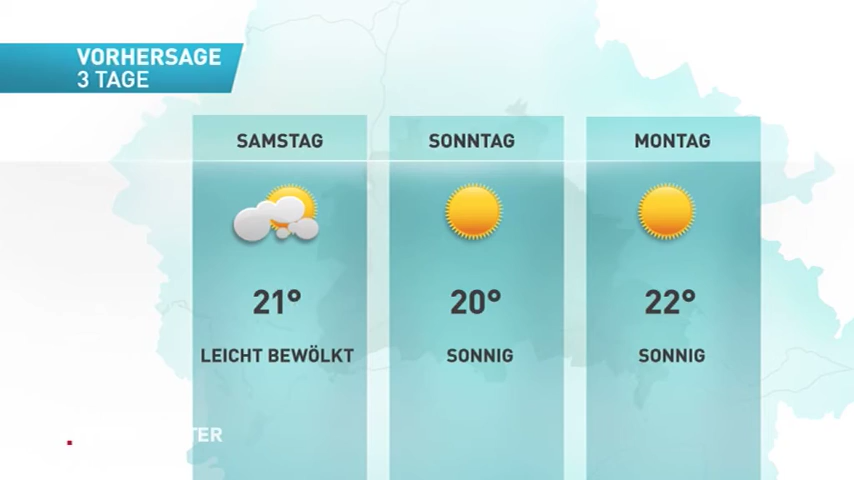 VORHERSAGE
3 TAGE
SAMSTAG
SONNTAG
MONTAG
21°
20°
22°
LEICHT BEWÖLKT
SONNIG
SONNIG